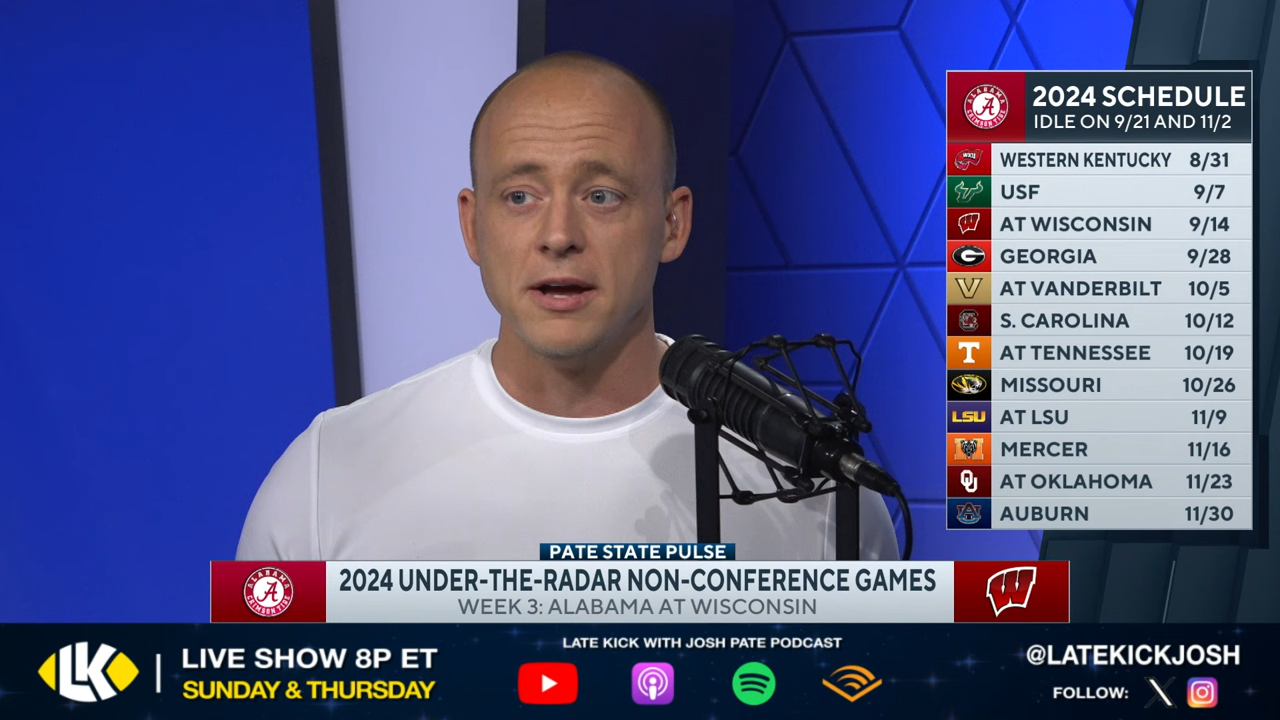 2024 SCHEDULE
IDLE ON 9/21 AND 11/2
WESTERN KENTUCKY 8/31
USF 9/7
AT WISCONSIN 9/14
GEORGIA 9/28
AT VANDERBILT 10/5
S. CAROLINA 10/12
AT TENNESSEE 10/19
MISSOURI 10/26
LSU AT LSU 11/9
MERCER 11/16
OU AT OKLAHOMA 11/23
AUBURN 11/30
PATE STATE PULSE
2024 UNDER-THE-RADAR NON-CONFERENCE GAMES
WEEK 3: ALABAMA AT WISCONSIN
LK
LIVE SHOW 8P ET
SUNDAY & THURSDAY
LATE KICK WITH JOSH PATE PODCAST
@LATEKICKJOSH
FOLLOW: